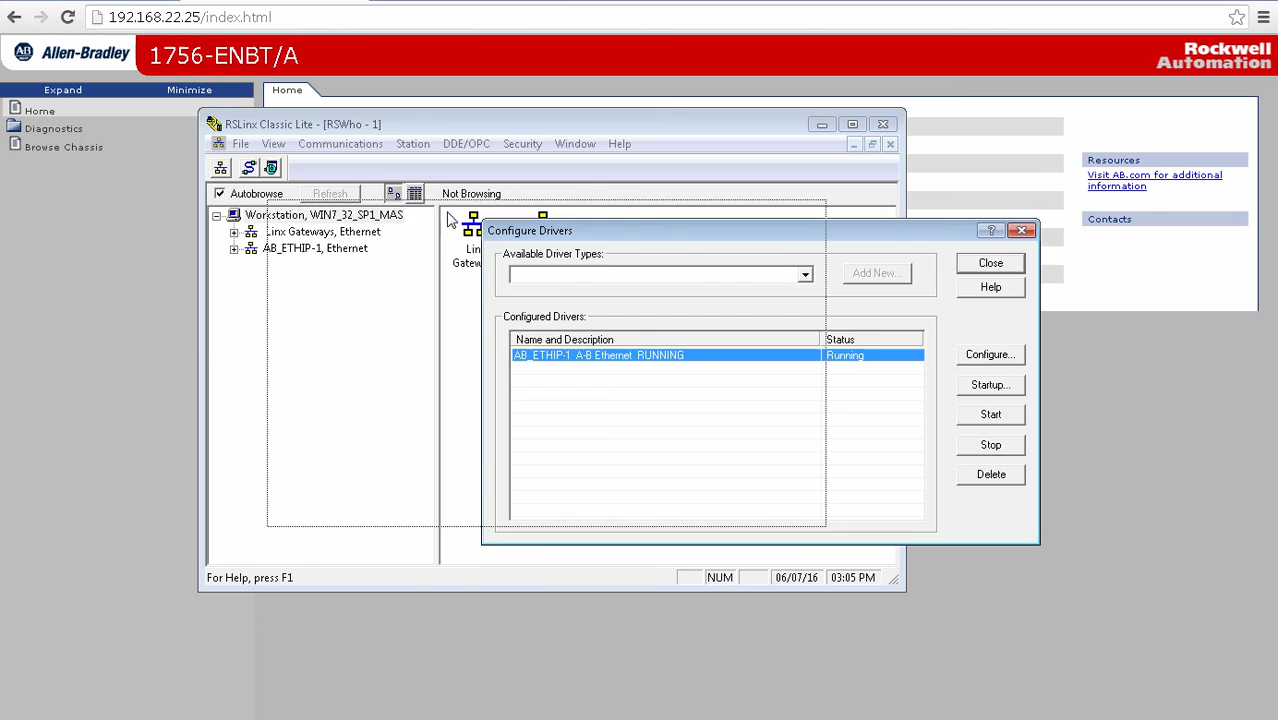 192.168.22.25/index.html
AB Allen-Bradley
1756-ENBT/A
Rockwell
Automation
Expand
Minimize
Home
Home
Diagnostics
Browse Chassis
Resources
Visit AB.com for additional
information
Contacts
RSLinx Classic Lite - [RSWho - 1]
File View Communications Station DDE/OPC Security Window Help
Autobrowse
Refresh
Not Browsing
Workstation, WIN7_32_SP1_MAS
Linx Gateways, Ethernet
AB_ETHIP-1, Ethernet
Lin
Gatew
Configure Drivers
Available Driver Types:
Add New...
Close
Help
Configured Drivers:
Name and Description
Status
AB_ETHIP-1 A-B Ethernet RUNNING
Running
Configure...
Startup...
Start
Stop
Delete
For Help, press F1
NUM
06/07/16
03:05 PM